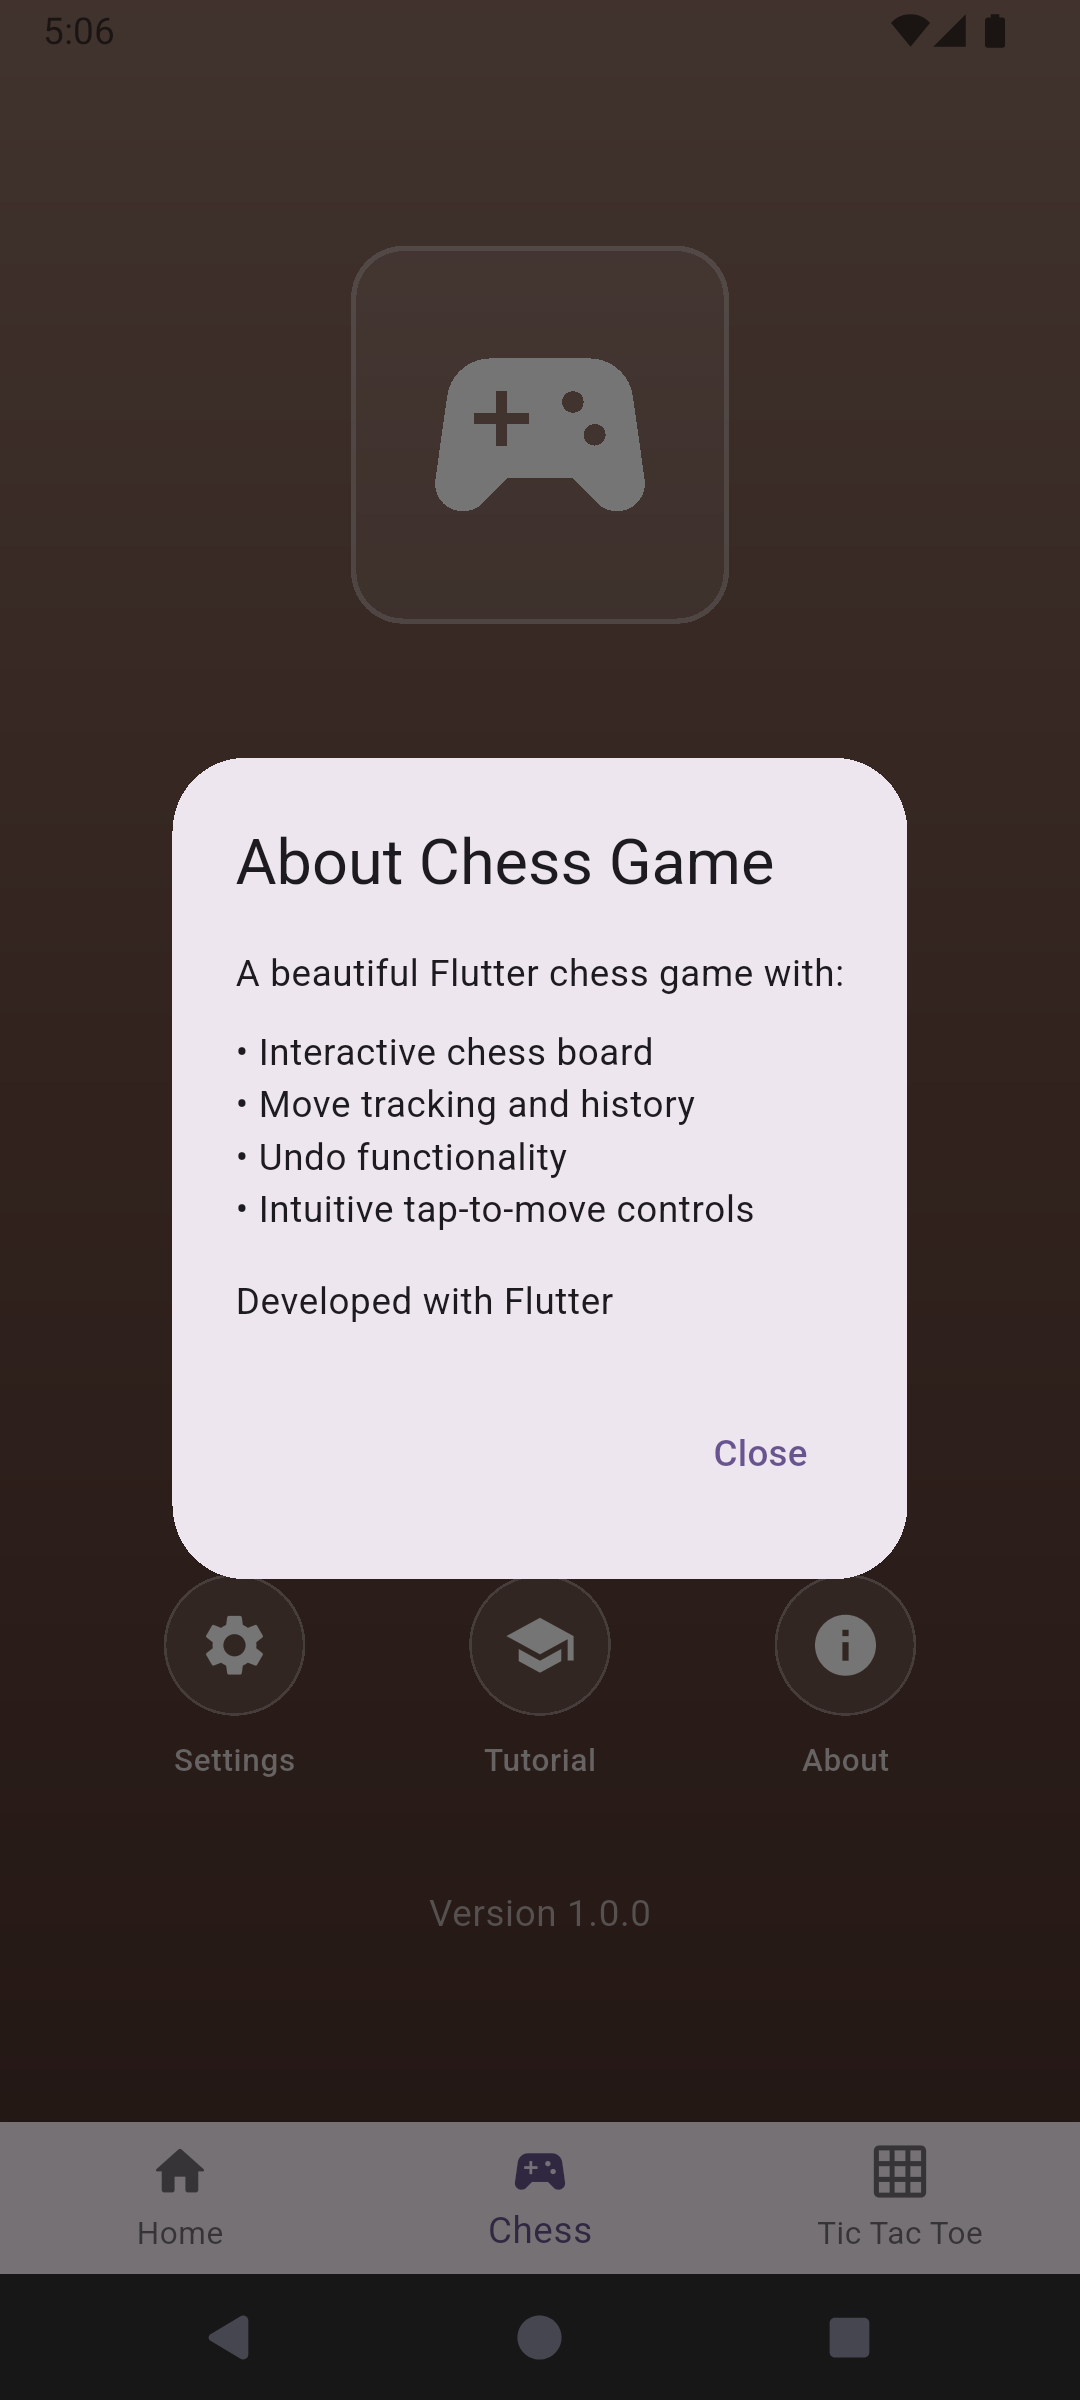 5:06
About Chess Game
A beautiful Flutter chess game with:
• Interactive chess board
• Move tracking and history
• Undo functionality
• Intuitive tap-to-move controls
Developed with Flutter
Close
Settings
Tutorial
About
Version 1.0.0
Home
Chess
Tic Tac Toe